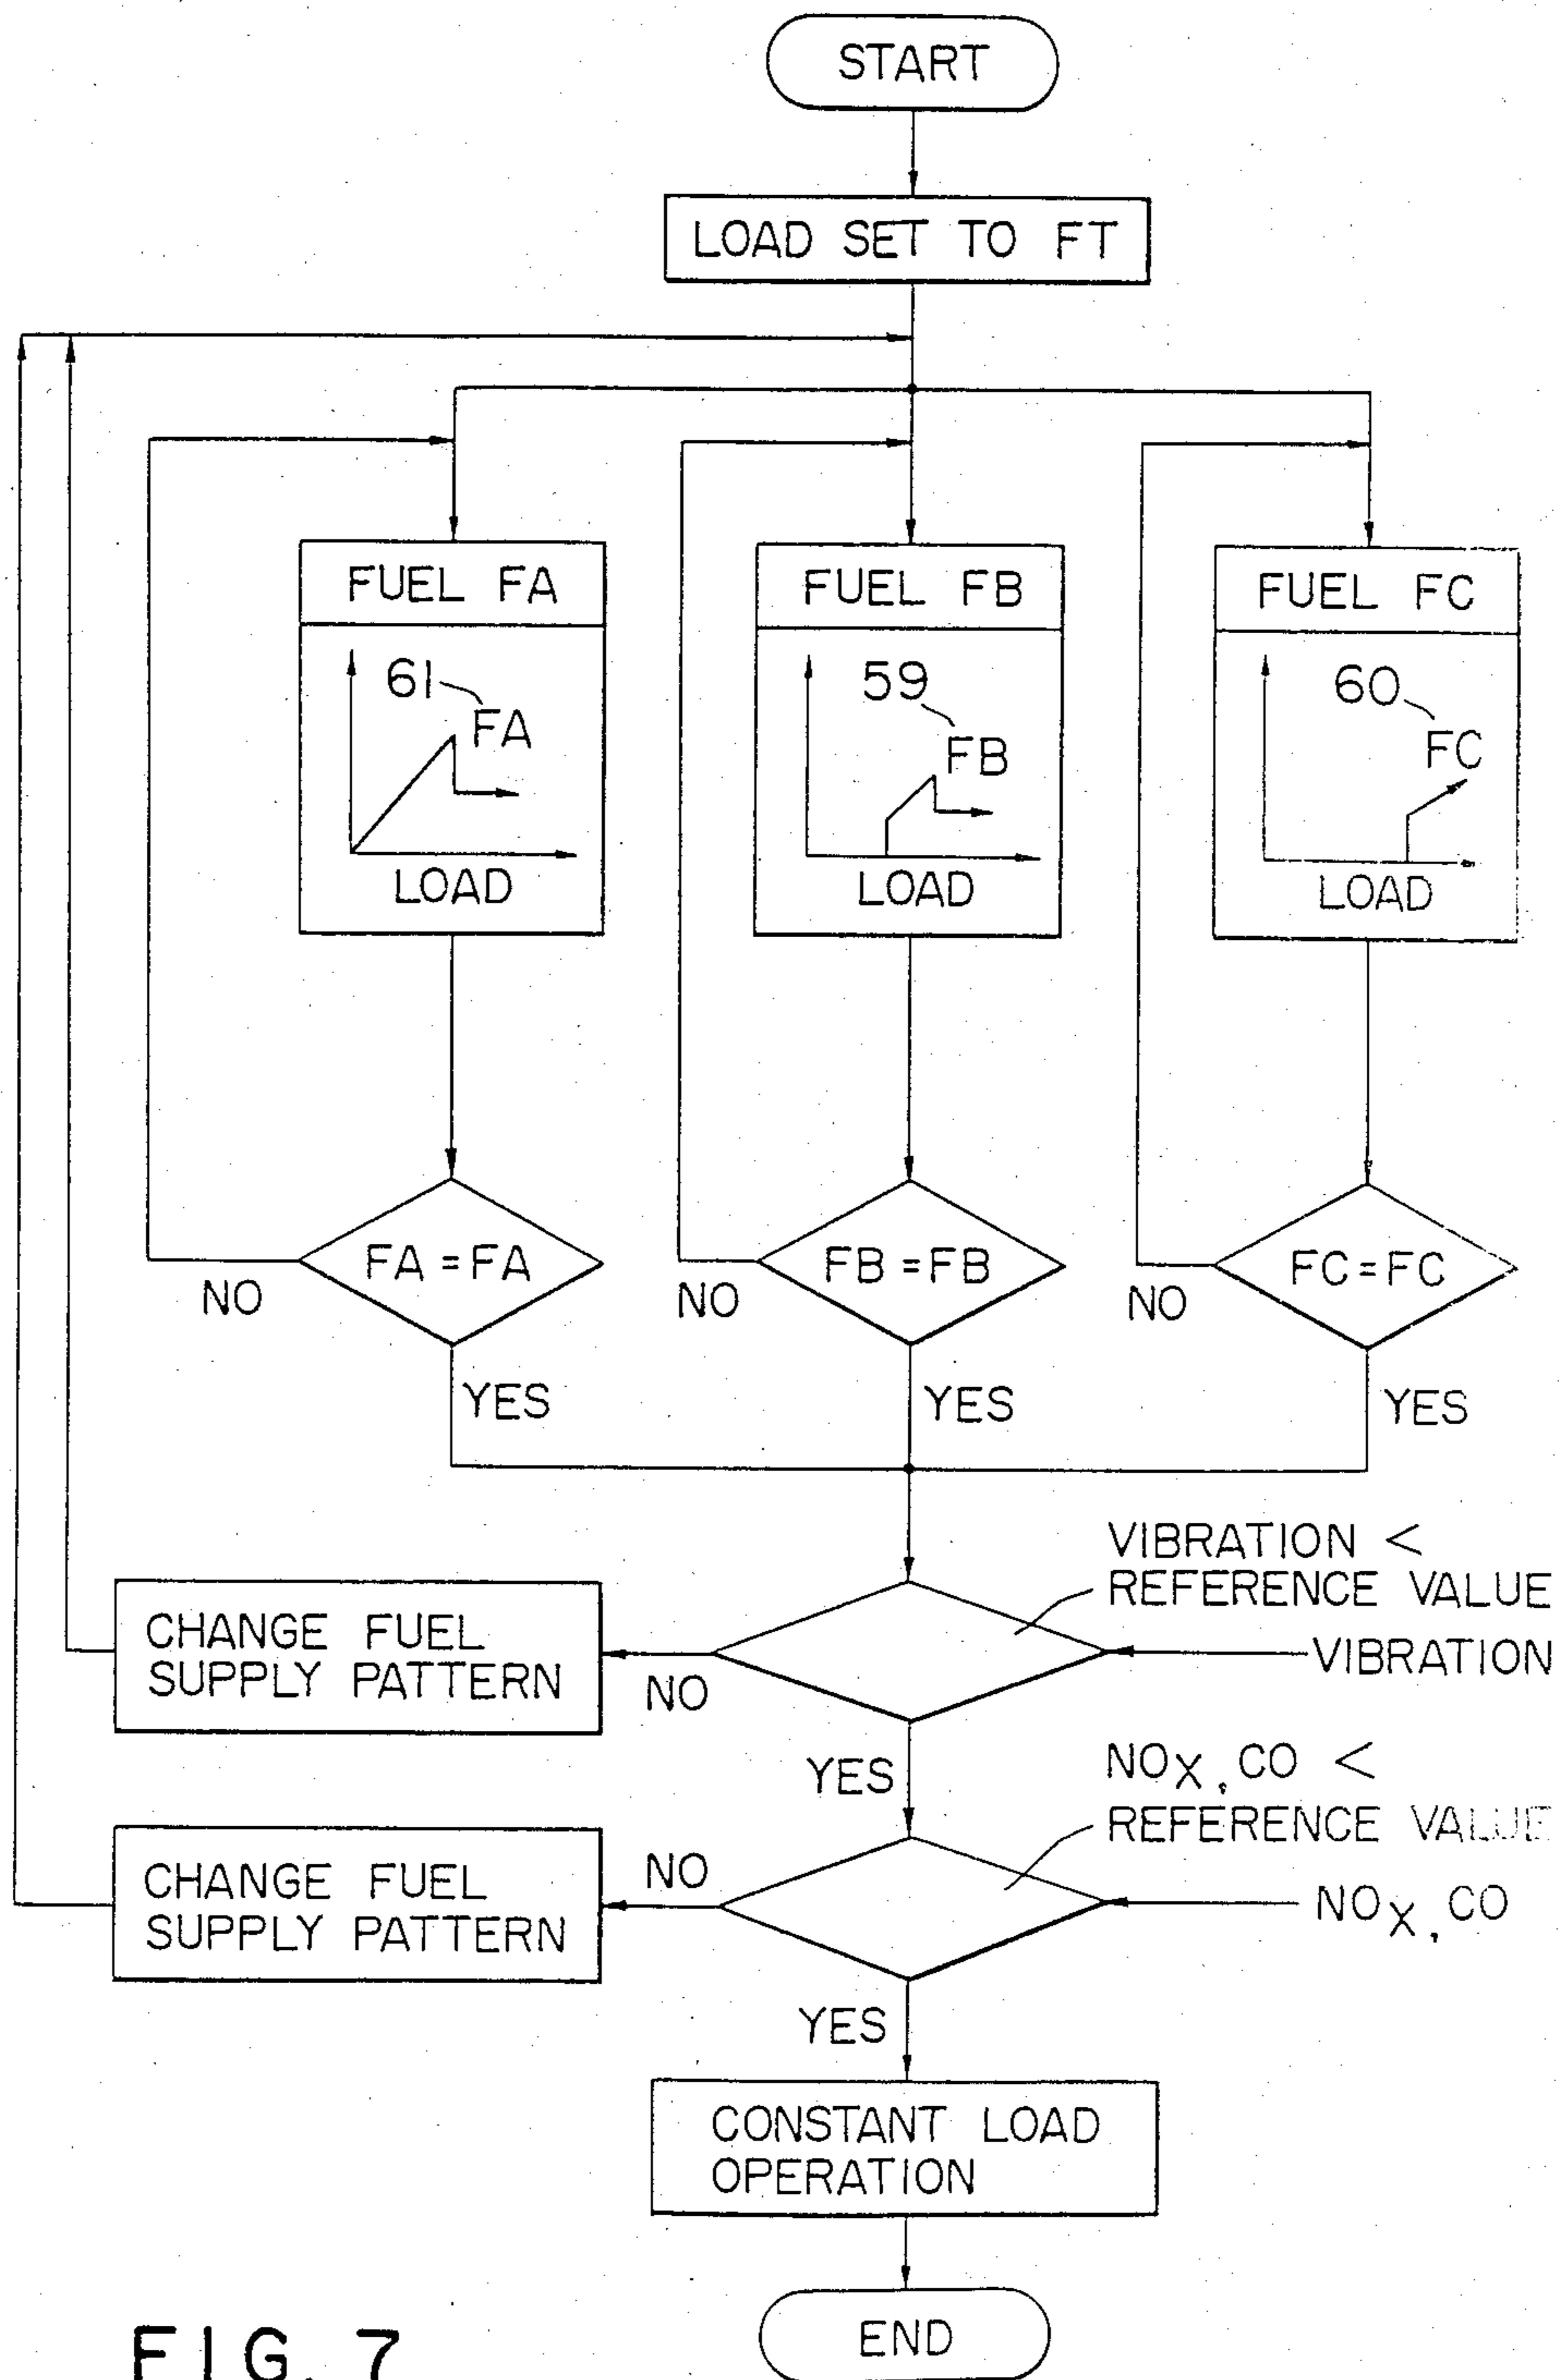 START
LOAD SET TO FT
FUEL FA
61
FA
LOAD
FUEL FB
59
FB
LOAD
FUEL FC
60
FC
LOAD
FA = FA
NO
YES
FB = FB
NO
YES
FC = FC
NO
YES
VIBRATION <
REFERENCE VALUE
VIBRATION
NO
CHANGE FUEL
SUPPLY PATTERN
YES
NOX, CO <
REFERENCE VALUE
NOX, CO
NO
CHANGE FUEL
SUPPLY PATTERN
YES
CONSTANT LOAD
OPERATION
END
FIG. 7